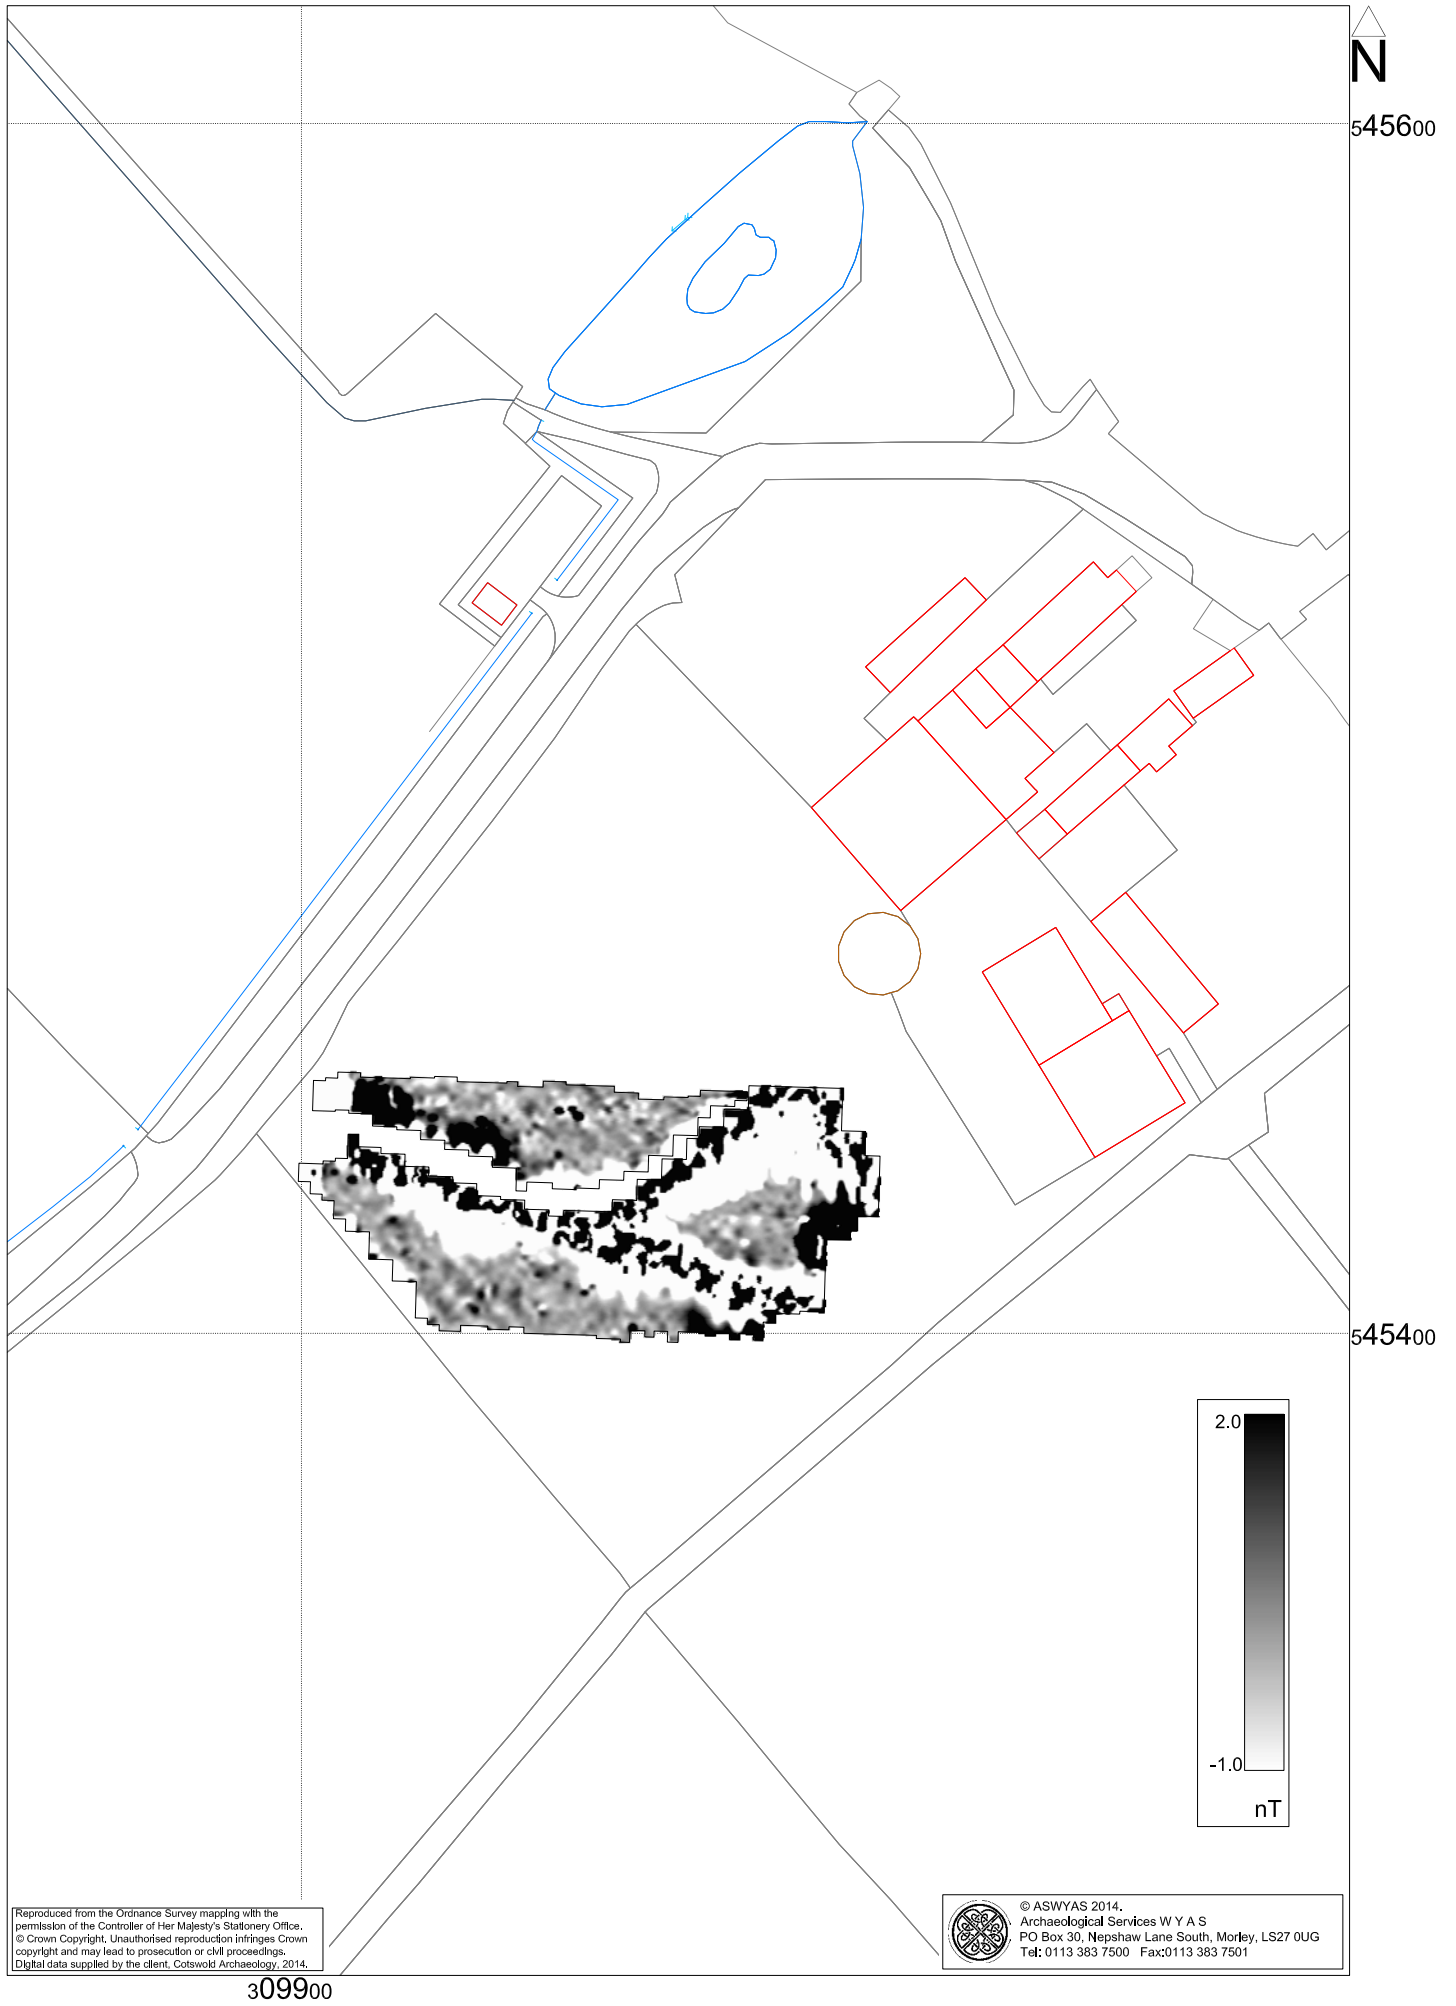 N
545600
545400
2.0
-1.0
nT
Reproduced from the Ordnance Survey mapping with the
permission of the Controller of Her Majesty's Stationery Office.
© Crown Copyright. Unauthorised reproduction infringes Crown
copyright and may lead to prosecution or civil proceedings.
Digital data supplied by the client, Cotswold Archaeology, 2014.
© ASWYAS 2014.
Archaeological Services W Y A S
PO Box 30, Nepshaw Lane South, Morley, LS27 0UG
Tel: 0113 383 7500 Fax:0113 383 7501
309900